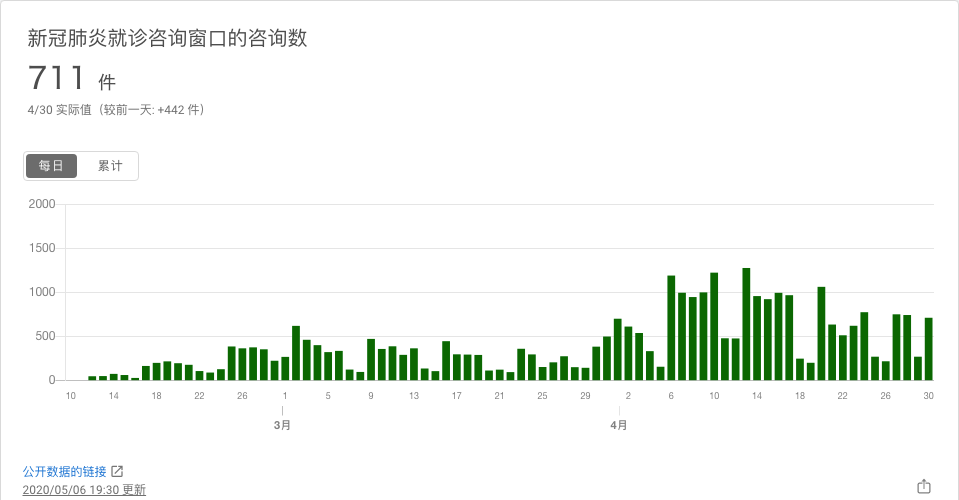 新冠肺炎就诊咨询窗口的咨询数
711 件
4/30 实际值（较前一天: +442 件）
每日 累计
2000
1500
1000
500
0
10 14 18 22 26 1 5 9 13 17 21 25 29 2 6 10 14 18 22 26 30
3月 4月
公开数据的链接
2020/05/06 19:30 更新